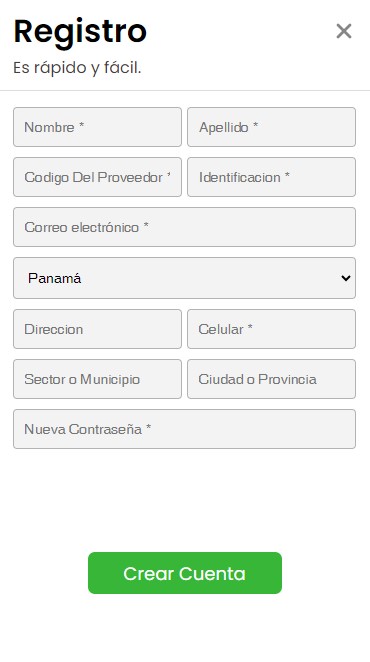 Registro
Es rápido y fácil.
Nombre *
Apellido *
Codigo Del Proveedor *
Identificacion *
Correo electrónico *
Panamá
Direccion
Celular *
Sector o Municipio
Ciudad o Provincia
Nueva Contraseña *
Crear Cuenta